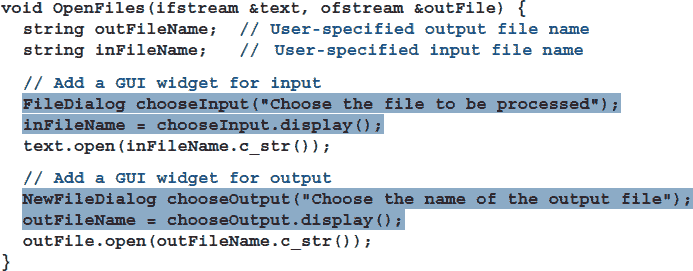 void OpenFiles(ifstream &text, ofstream &outFile) {
string outFileName; // User-specified output file name
string inFileName; // User-specified input file name
// Add a GUI widget for input
FileDialog chooseInput("Choose the file to be processed");
inFileName = chooseInput.display();
text.open(inFileName.c_str());
// Add a GUI widget for output
NewFileDialog chooseOutput("Choose the name of the output file");
outFileName = chooseOutput.display();
outFile.open(outFileName.c_str());
}